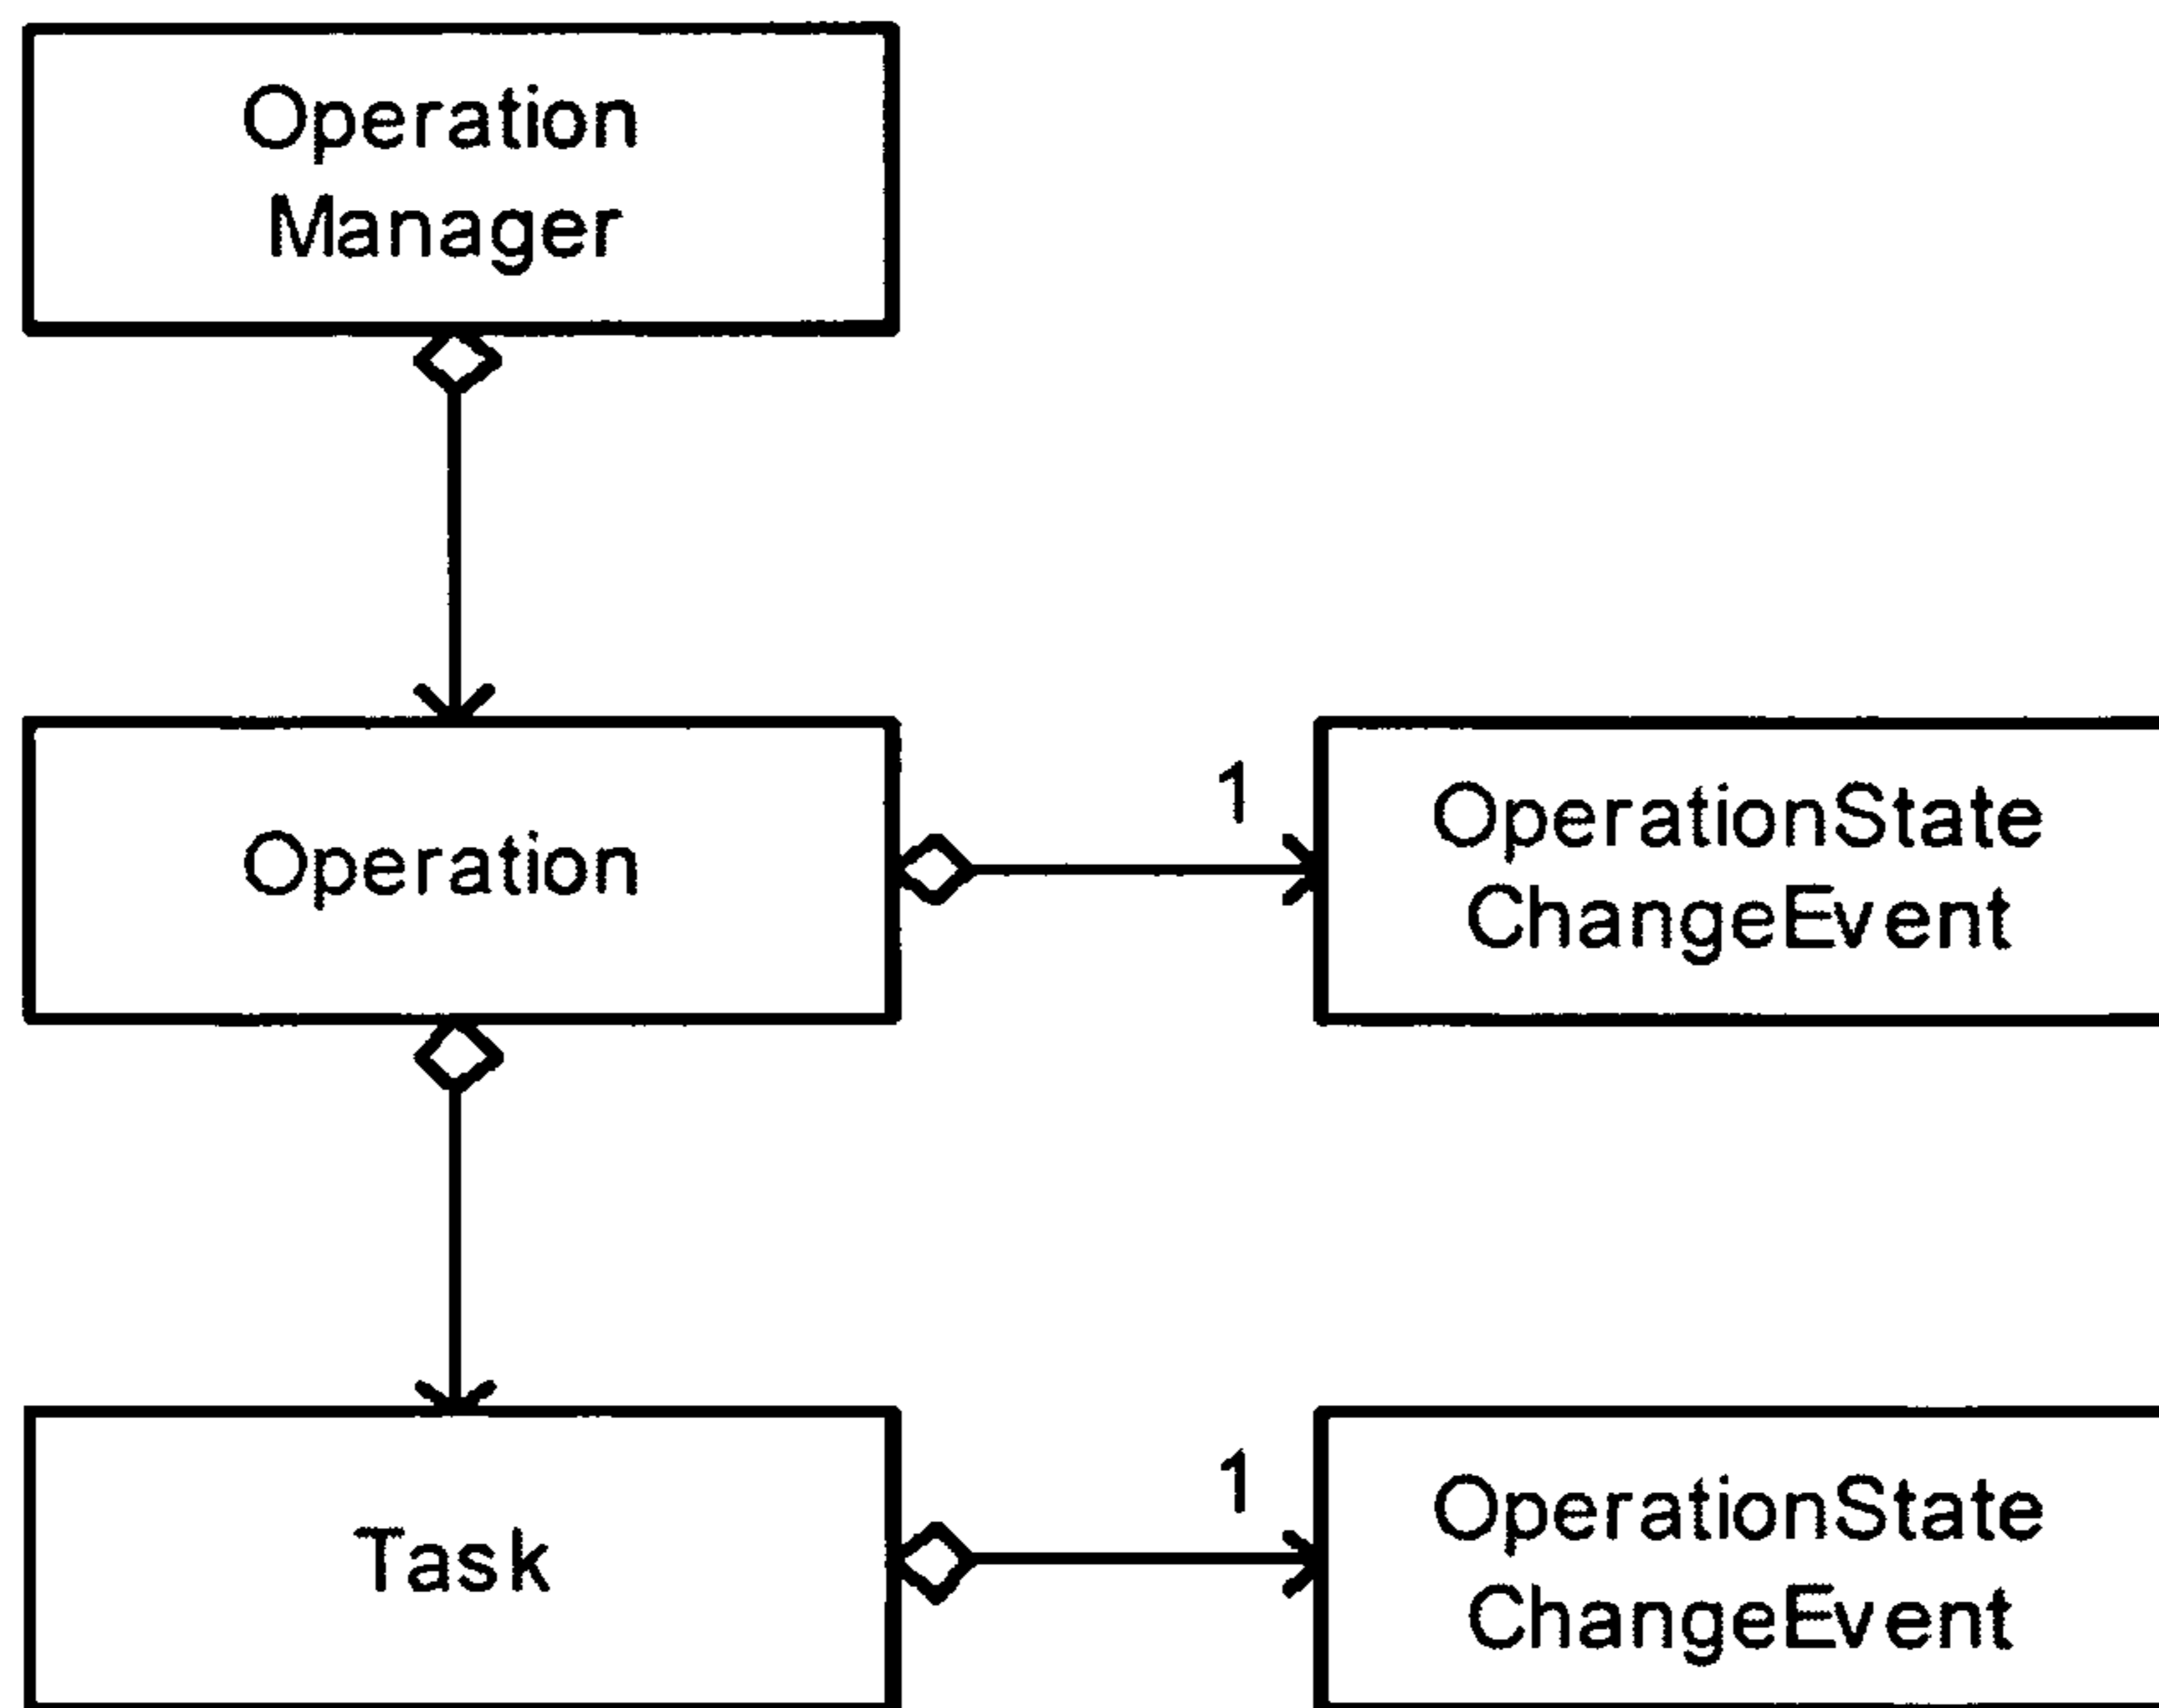 Operation
Manager
Operation
1
OperationState
ChangeEvent
Task
1
OperationState
ChangeEvent